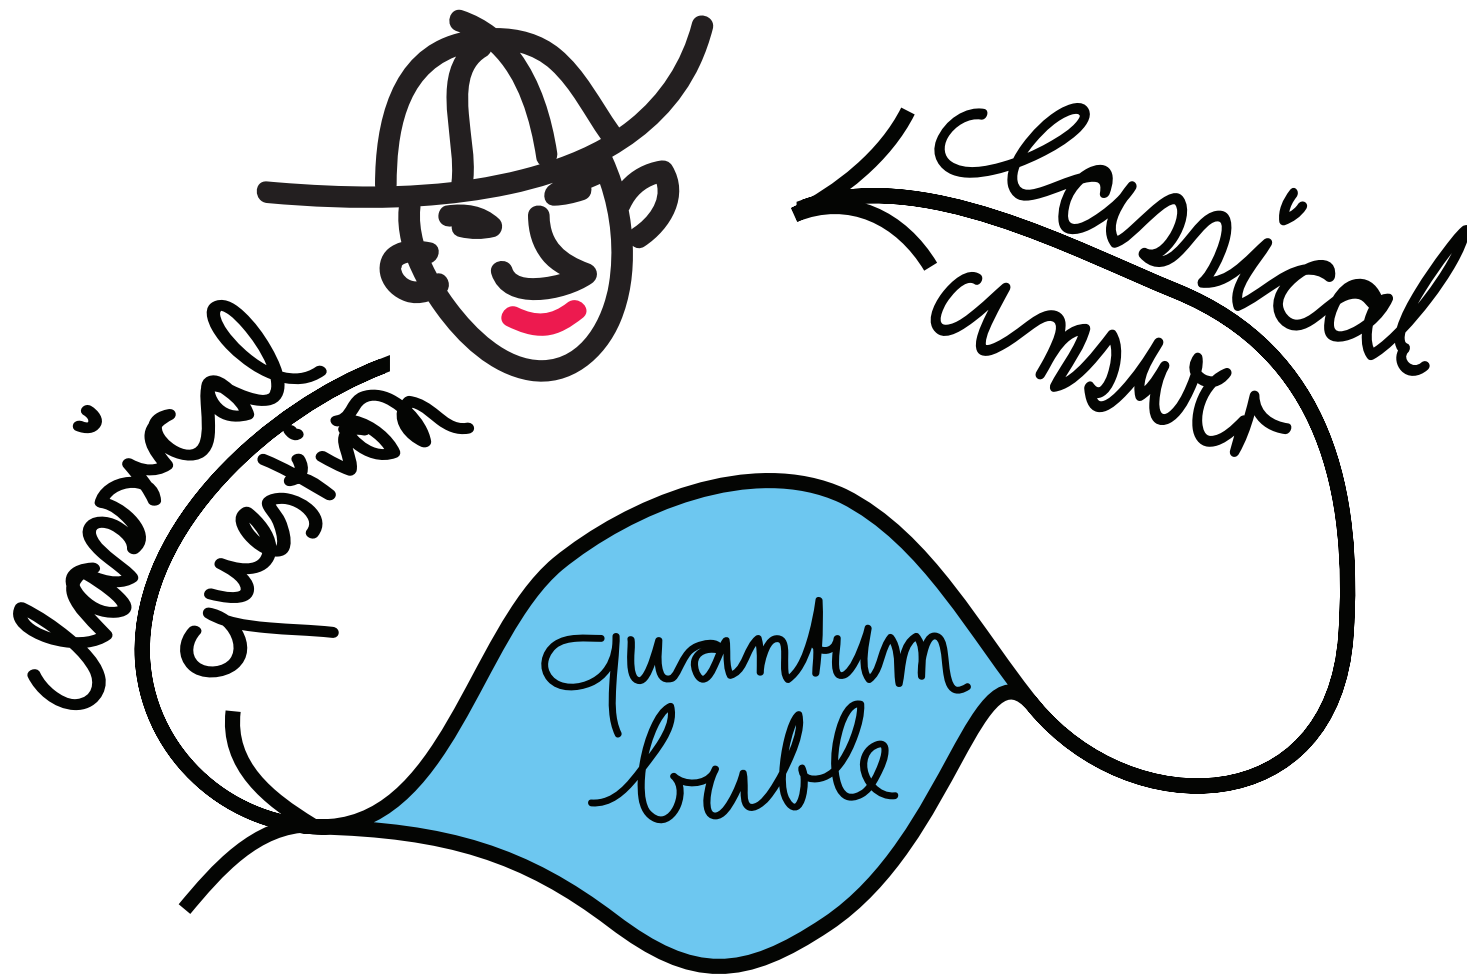 classical
question
quantum
buble
classical
answer